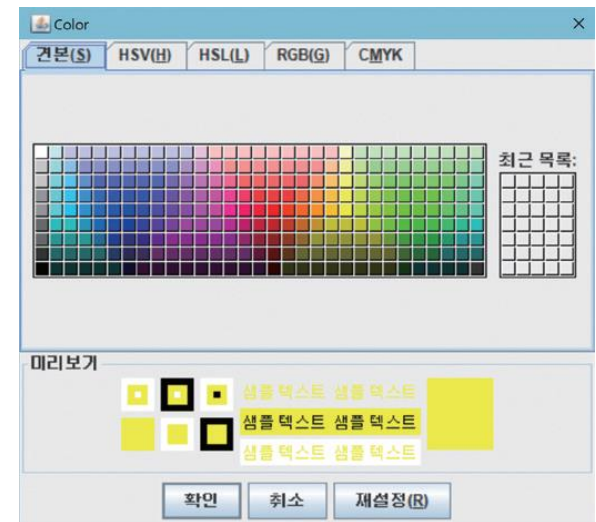 Color
견본(S) HSV(H) HSL(L) RGB(G) CMYK
최근 목록:
미리보기
샘플 텍스트 샘플 텍스트
샘플 텍스트 샘플 텍스트
샘플 텍스트 샘플 텍스트
확인 취소 재설정(R)